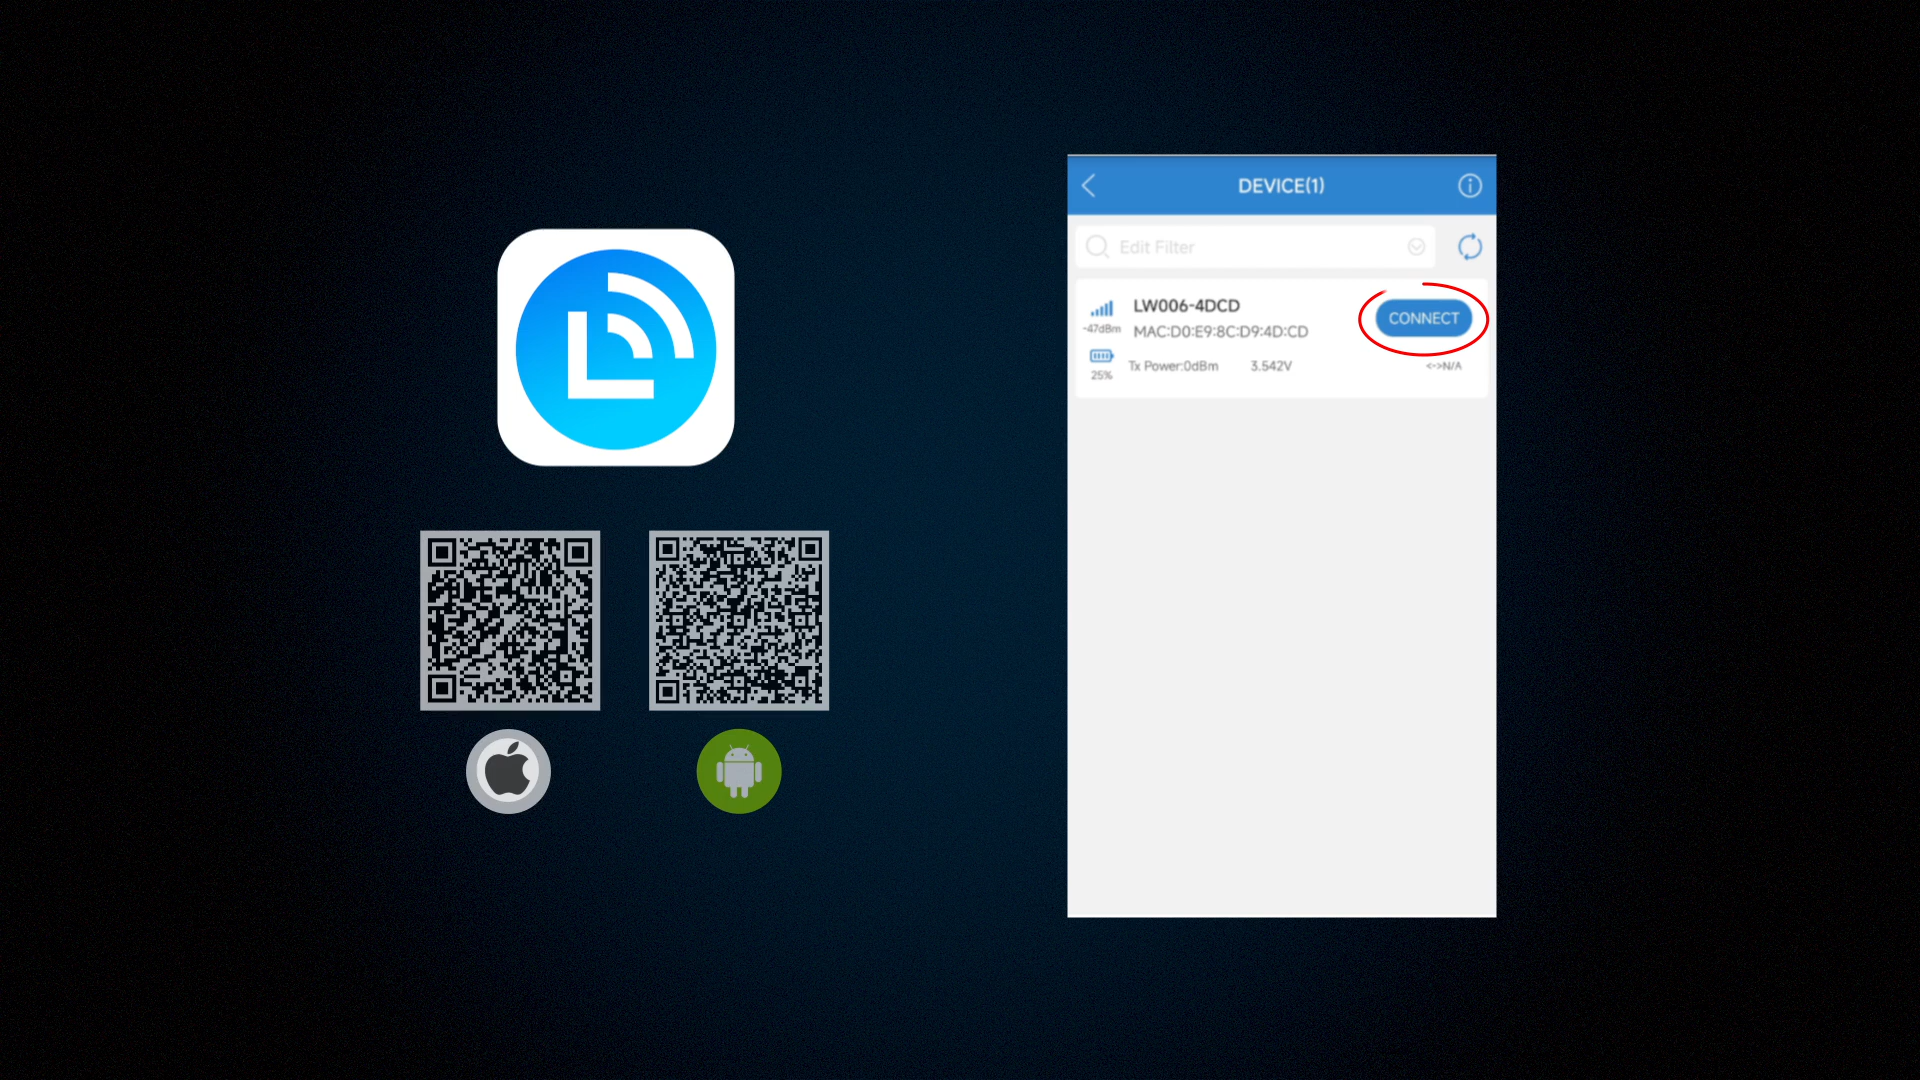 DEVICE(1)
Edit Filter
LW006-4DCD
CONNECT
-47dBm
MAC:D0:E9:8C:D9:4D:CD
Tx Power:0dBm 3.542V <->N/A
25%